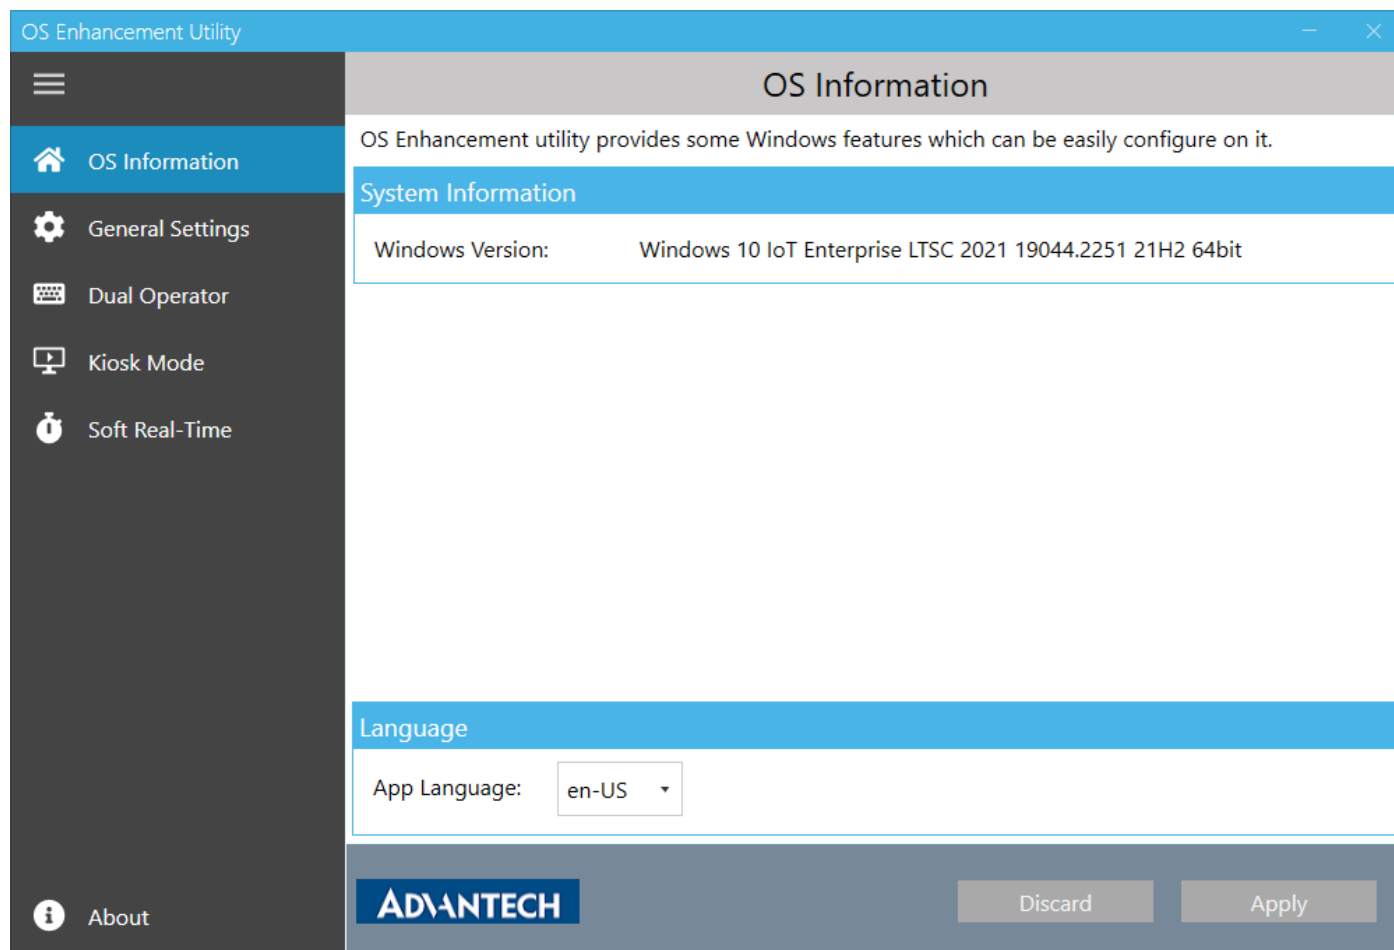 OS Enhancement Utility
OS Information
OS Information
General Settings
Dual Operator
Kiosk Mode
Soft Real-Time
About
OS Enhancement utility provides some Windows features which can be easily configure on it.
System Information
Windows Version: Windows 10 IoT Enterprise LTSC 2021 19044.2251 21H2 64bit
Language
App Language: en-US
ADVANTECH
Discard Apply